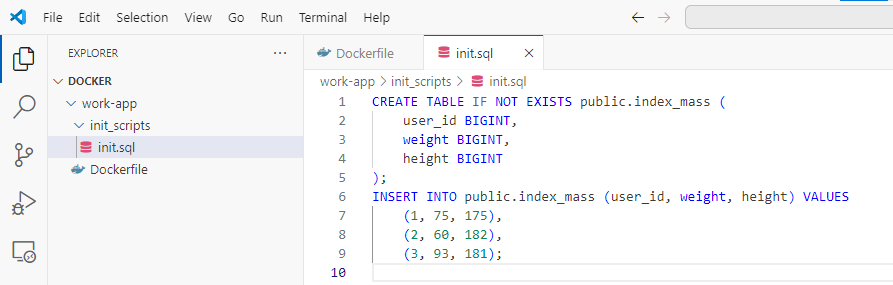 File Edit Selection View Go Run Terminal Help
EXPLORER
DOCKER
work-app
init_scripts
init.sql
Dockerfile
Dockerfile init.sql
work-app > init_scripts > init.sql
1 CREATE TABLE IF NOT EXISTS public.index_mass (
2 user_id BIGINT,
3 weight BIGINT,
4 height BIGINT
5 );
6 INSERT INTO public.index_mass (user_id, weight, height) VALUES
7 (1, 75, 175),
8 (2, 60, 182),
9 (3, 93, 181);
10